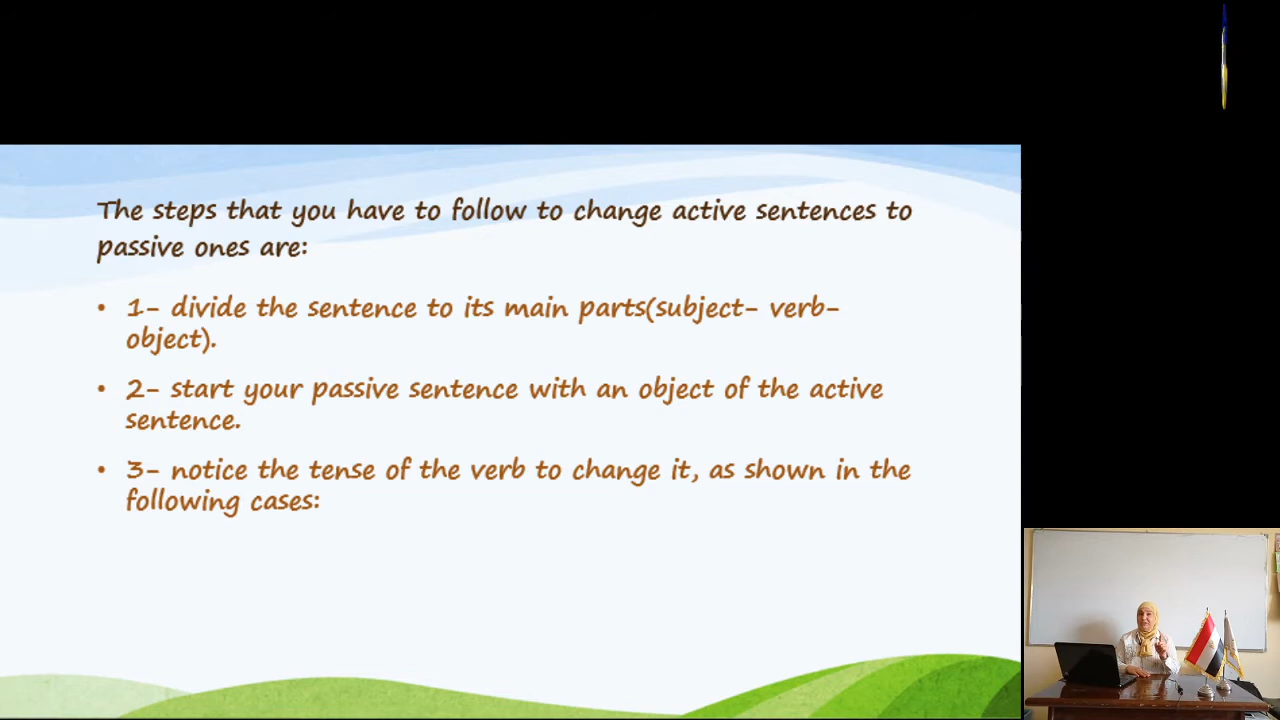 The steps that you have to follow to change active sentences to
passive ones are:
• 1- divide the sentence to its main parts(subject- verb-
object).
• 2- start your passive sentence with an object of the active
sentence.
• 3- notice the tense of the verb to change it, as shown in the
following cases: